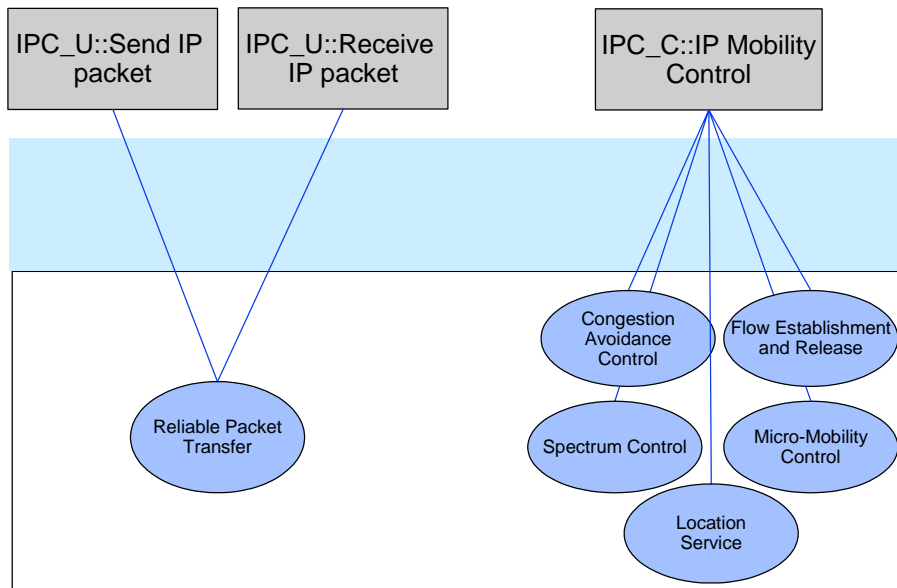 IPC_U::Send IP
packet
IPC_U::Receive
IP packet
IPC_C::IP Mobility
Control
Congestion
Avoidance
Control
Flow Establishment
and Release
Reliable Packet
Transfer
Spectrum Control
Micro-Mobility
Control
Location
Service